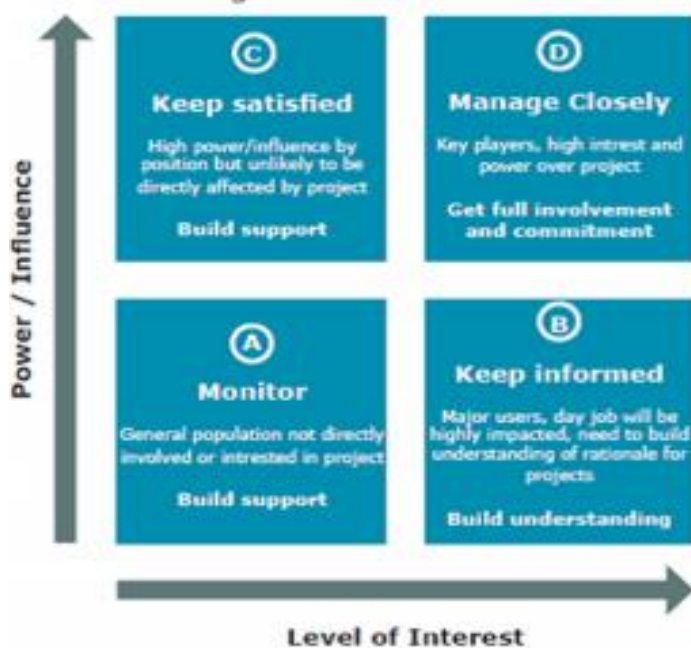 C
Keep satisfied
High power/influence by
position but unlikely to be
directly affected by project
Build support
D
Manage Closely
Key players, high intrest and
power over project
Get full involvement
and commitment
A
Monitor
General population not directly
involved or intrested in project
Build support
B
Keep informed
Major users, day job will be
highly impacted, need to build
understanding of rationale for
projects
Build understanding
Power / Influence
Level of Interest